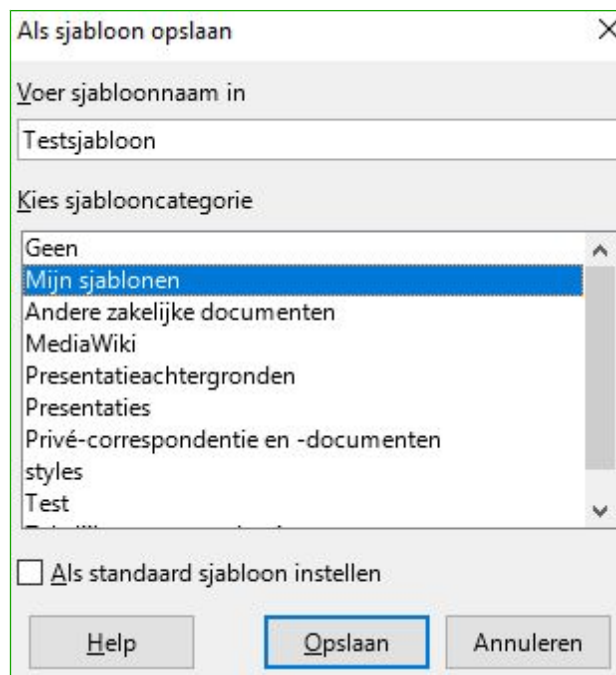 Als sjabloon opslaan
Voer sjabloonnaam in
Testsjabloon
Kies sjablooncategorie
Geen
Mijn sjablonen
Andere zakelijke documenten
MediaWiki
Presentatieachtergronden
Presentaties
Privé-correspondentie en -documenten
styles
Test
Als standaard sjabloon instellen
Help Opslaan Annuleren